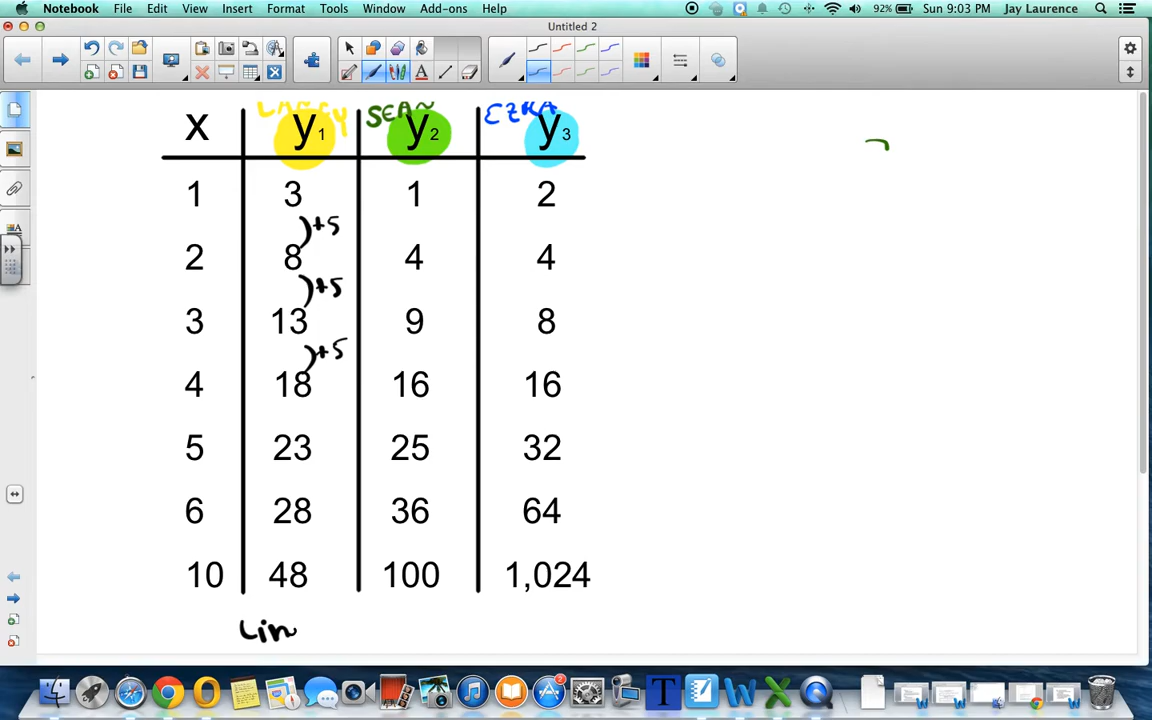 Notebook File Edit View Insert Format Tools Window Add-ons Help 92% Sun 9:03 PM Jay Laurence
Untitled 2
SEAN EZRA
x y1 y2 y3
1 3 1 2
+5
2 8 4 4
+5
3 13 9 8
+5
4 18 16 16
5 23 25 32
6 28 36 64
10 48 100 1,024
Lin